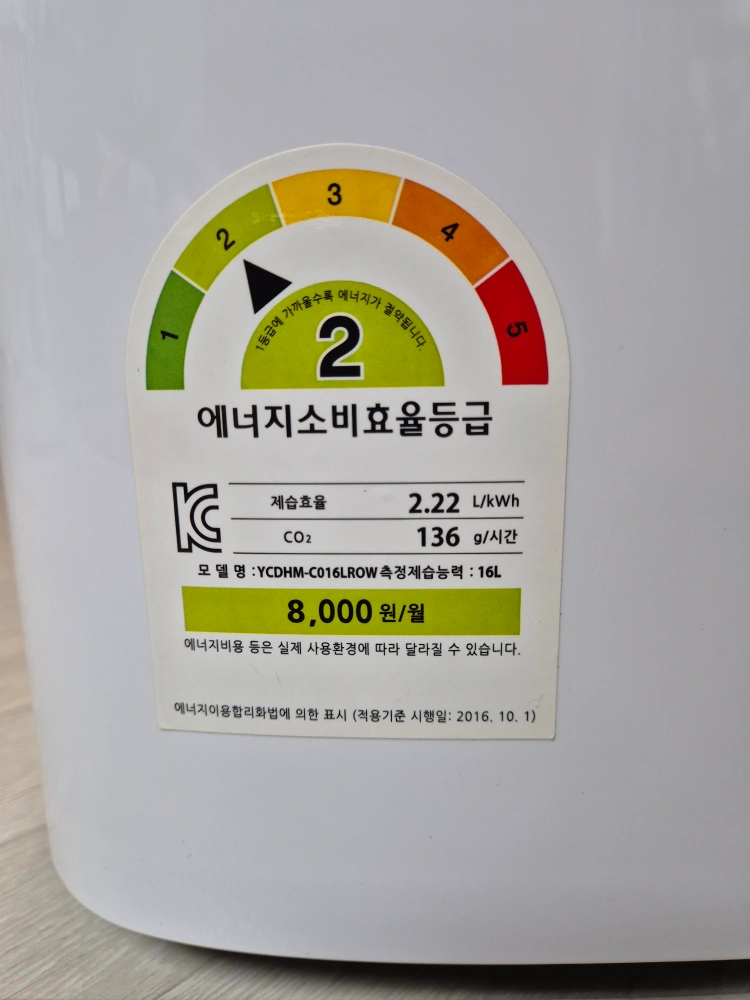 1
2
3
4
5
1등급에 가까울수록 에너지가 절약됩니다.
2
에너지소비효율등급
제습효율 2.22 L/kWh
CO₂ 136 g/시간
모 델 명 : YCDHM-C016LROW 측정제습능력 : 16L
8,000 원/월
에너지비용 등은 실제 사용환경에 따라 달라질 수 있습니다.
에너지이용합리화법에 의한 표시 (적용기준 시행일: 2016. 10. 1)